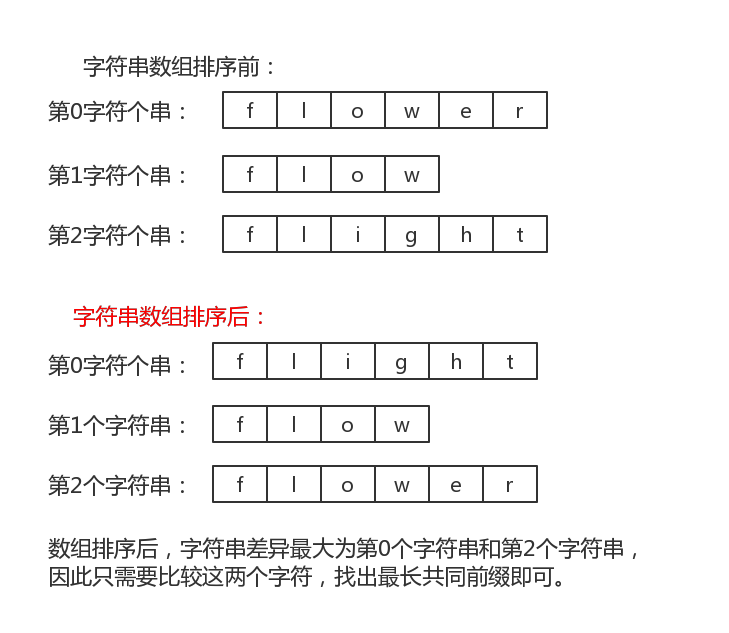 字符串数组排序前：
第0字符个串： f l o w e r
第1字符个串： f l o w
第2字符个串： f l i g h t
字符串数组排序后：
第0字符个串： f l i g h t
第1个字符串： f l o w
第2个字符串： f l o w e r
数组排序后，字符串差异最大为第0个字符串和第2个字符串，
因此只需要比较这两个字符，找出最长共同前缀即可。